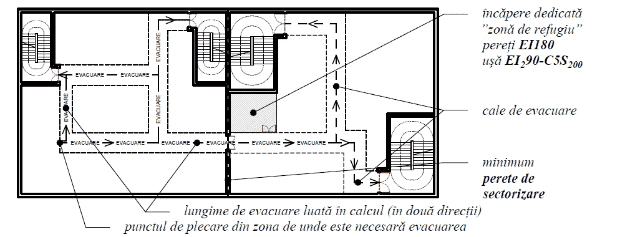 încăpere dedicată
"zonă de refugiu"
pereți EI180
ușă EI₂90-C5S₂₀₀
EVACUARE EVACUARE
EVACUARE
EVACUARE
EVACUARE
cale de evacuare
EVACUARE EVACUARE EVACUARE EVACUARE EVACUARE
minimum
perete de
sectorizare
lungime de evacuare luată în calcul (în două direcții)
punctul de plecare din zona de unde este necesară evacuarea